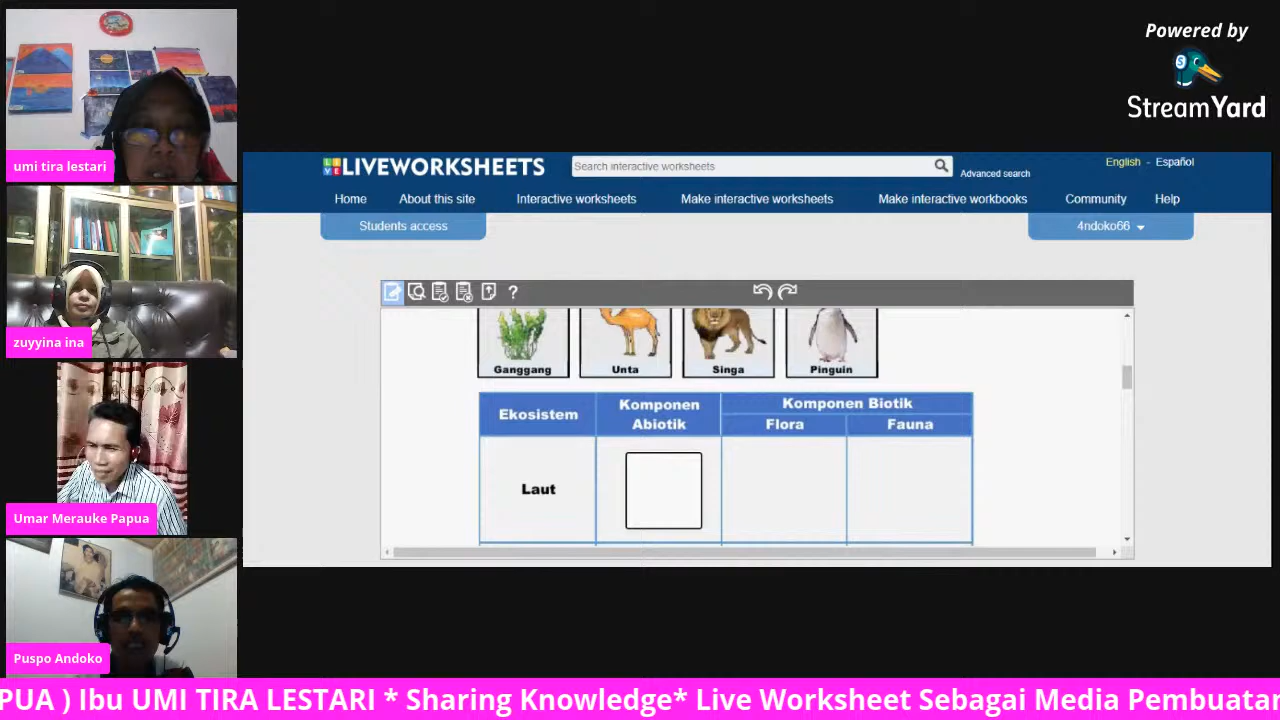 Powered by
StreamYard
umi tira lestari
zuyyina ina
Umar Merauke Papua
Puspo Andoko
LIVEWORKSHEETS
Search interactive worksheets
Advanced search
English - Español
Home About this site Interactive worksheets Make interactive worksheets Make interactive workbooks Community Help
Students access
4ndoko66
?
Ganggang Unta Singa Pinguin
Ekosistem
Komponen
Abiotik
Komponen Biotik
Flora Fauna
Laut
PUA ) Ibu UMI TIRA LESTARI * Sharing Knowledge* Live Worksheet Sebagai Media Pembuatan